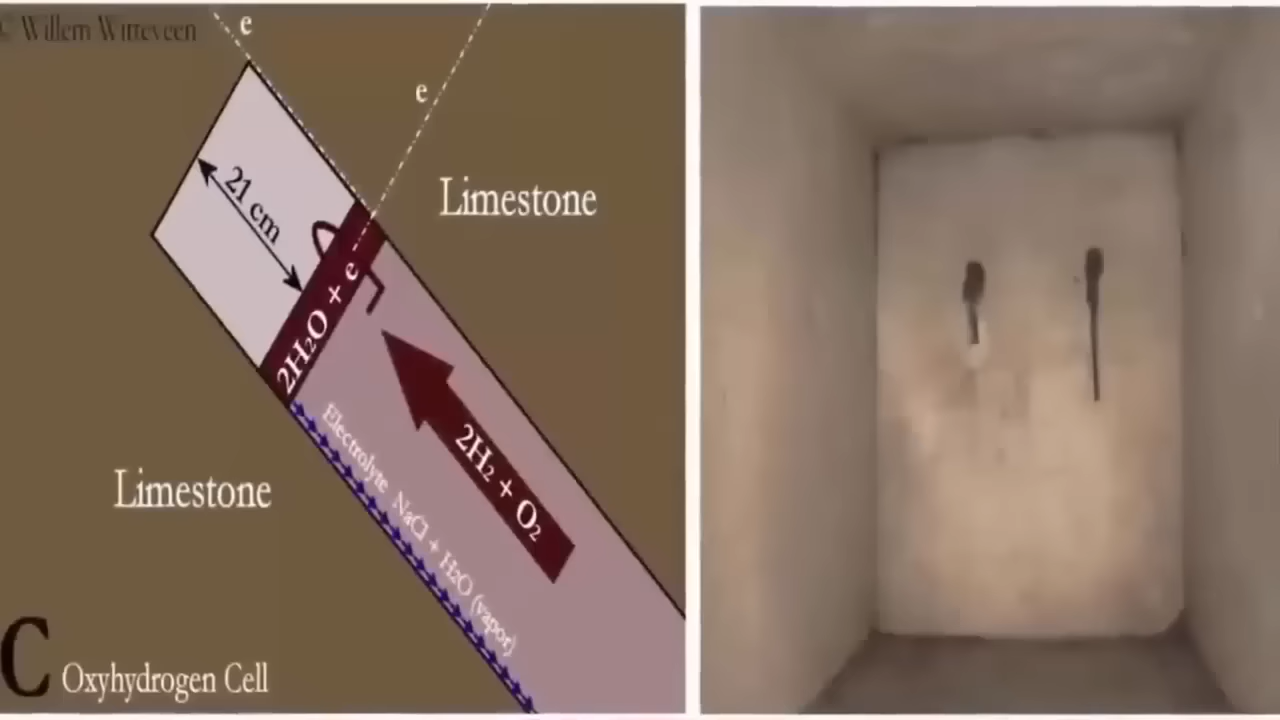 © Willem Witteveen
e
e
21 cm
Limestone
2H₂O + e
2H₂ + O₂
Electrolyte NaCl + H₂O (vapor)
Limestone
C Oxyhydrogen Cell